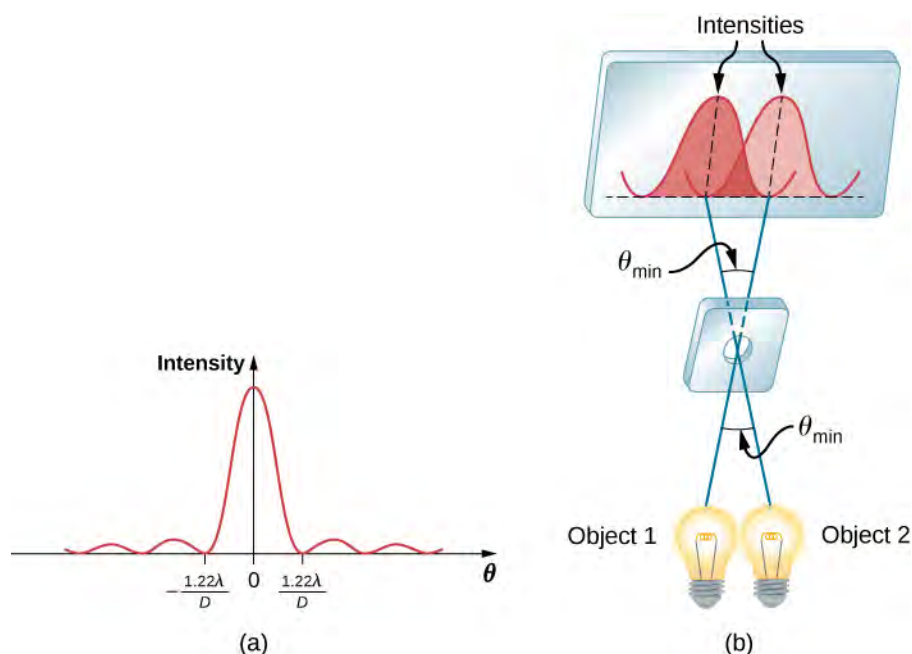 Intensity
−1.22λ/D 0 1.22λ/D θ
(a)
Intensities
θmin
θmin
Object 1 Object 2
(b)